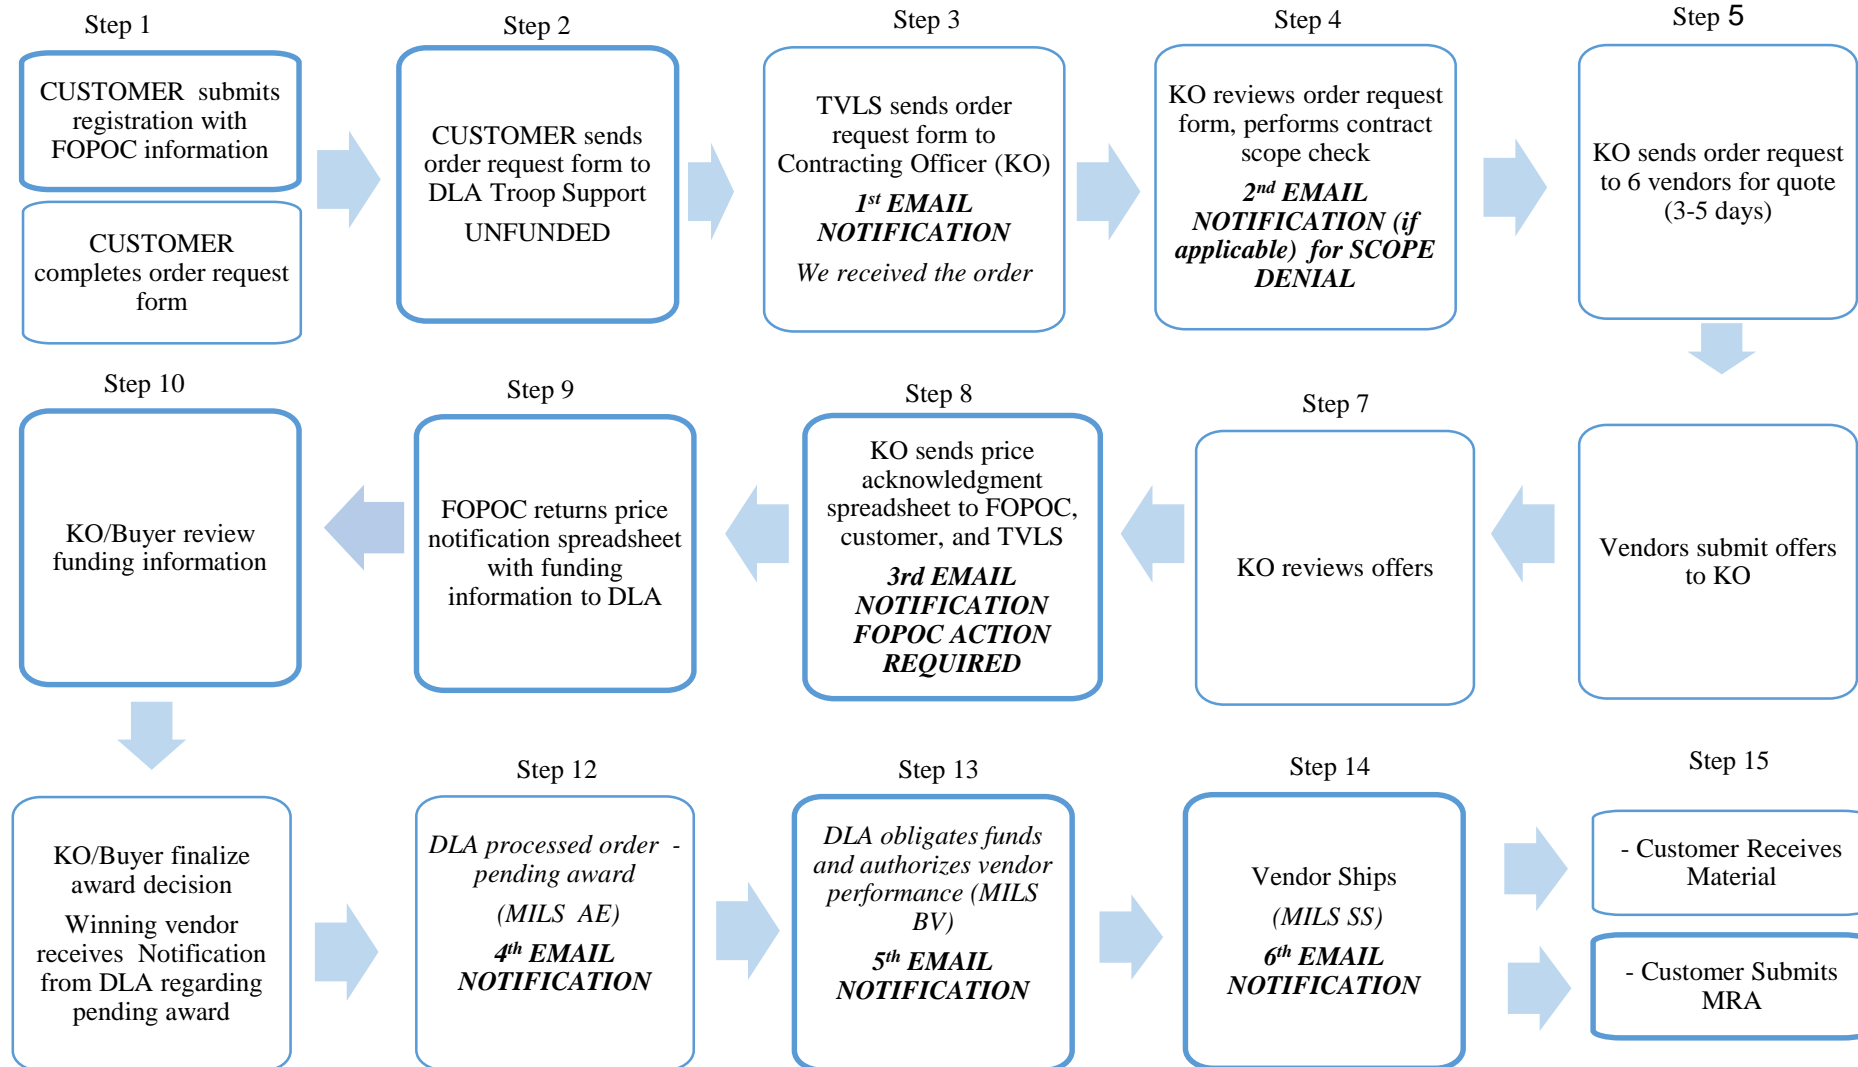 Step 1
CUSTOMER submits
registration with
FOPOC information
CUSTOMER
completes order request
form
Step 2
CUSTOMER sends
order request form to
DLA Troop Support
UNFUNDED
Step 3
TVLS sends order
request form to
Contracting Officer (KO)
1st EMAIL
NOTIFICATION
We received the order
Step 4
KO reviews order request
form, performs contract
scope check
2nd EMAIL
NOTIFICATION (if
applicable) for SCOPE
DENIAL
Step 5
KO sends order request
to 6 vendors for quote
(3-5 days)
Vendors submit offers
to KO
Step 7
KO reviews offers
Step 8
KO sends price
acknowledgment
spreadsheet to FOPOC,
customer, and TVLS
3rd EMAIL
NOTIFICATION
FOPOC ACTION
REQUIRED
Step 9
FOPOC returns price
notification spreadsheet
with funding
information to DLA
Step 10
KO/Buyer review
funding information
KO/Buyer finalize
award decision
Winning vendor
receives Notification
from DLA regarding
pending award
Step 12
DLA processed order -
pending award
(MILS AE)
4th EMAIL
NOTIFICATION
Step 13
DLA obligates funds
and authorizes vendor
performance (MILS
BV)
5th EMAIL
NOTIFICATION
Step 14
Vendor Ships
(MILS SS)
6th EMAIL
NOTIFICATION
Step 15
- Customer Receives
Material
- Customer Submits
MRA